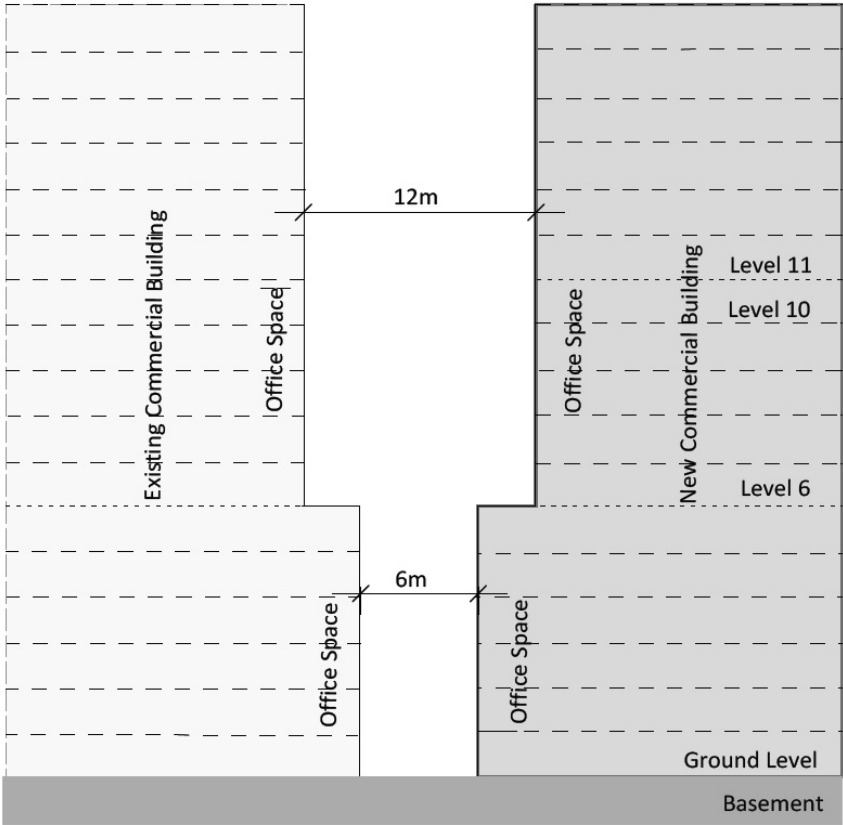 12m
Existing Commercial Building
Office Space
Office Space
New Commercial Building
Level 11
Level 10
Level 6
6m
Office Space
Office Space
Ground Level
Basement